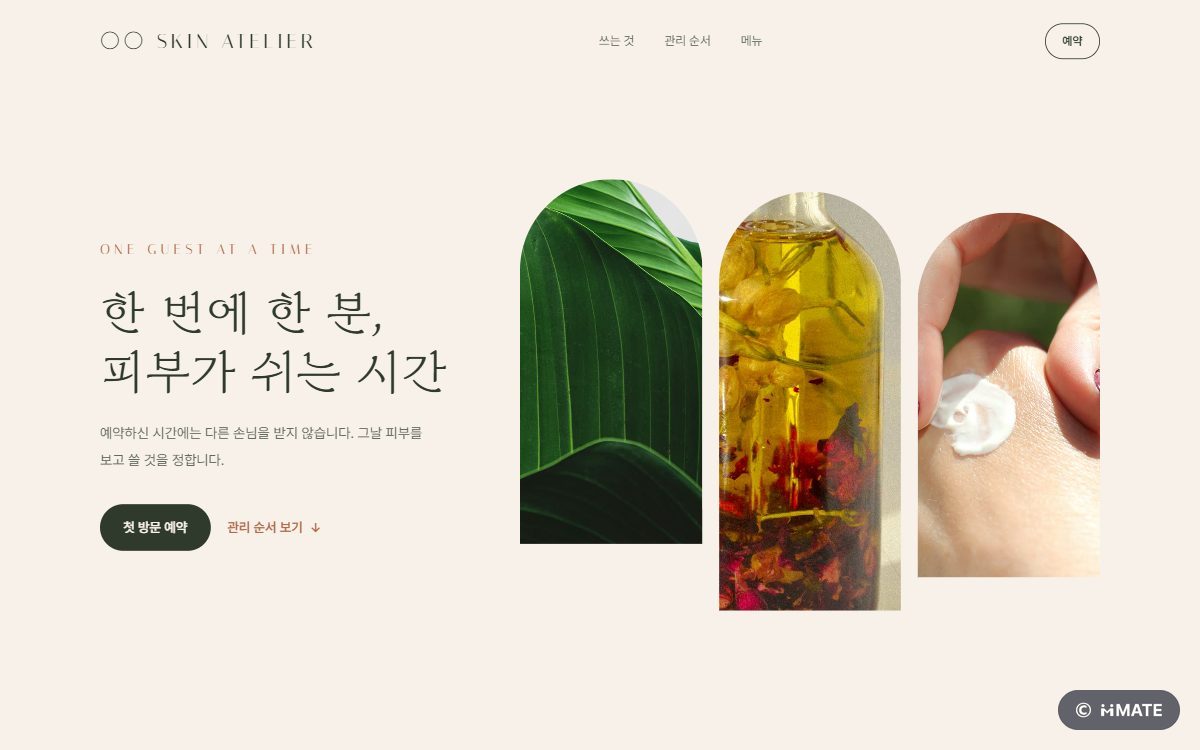 ○○ SKIN ATELIER
쓰는 것
관리 순서
메뉴
예약
ONE GUEST AT A TIME
한 번에 한 분,
피부가 쉬는 시간
예약하신 시간에는 다른 손님을 받지 않습니다. 그날 피부를
보고 쓸 것을 정합니다.
첫 방문 예약
관리 순서 보기 ↓
© MMATE